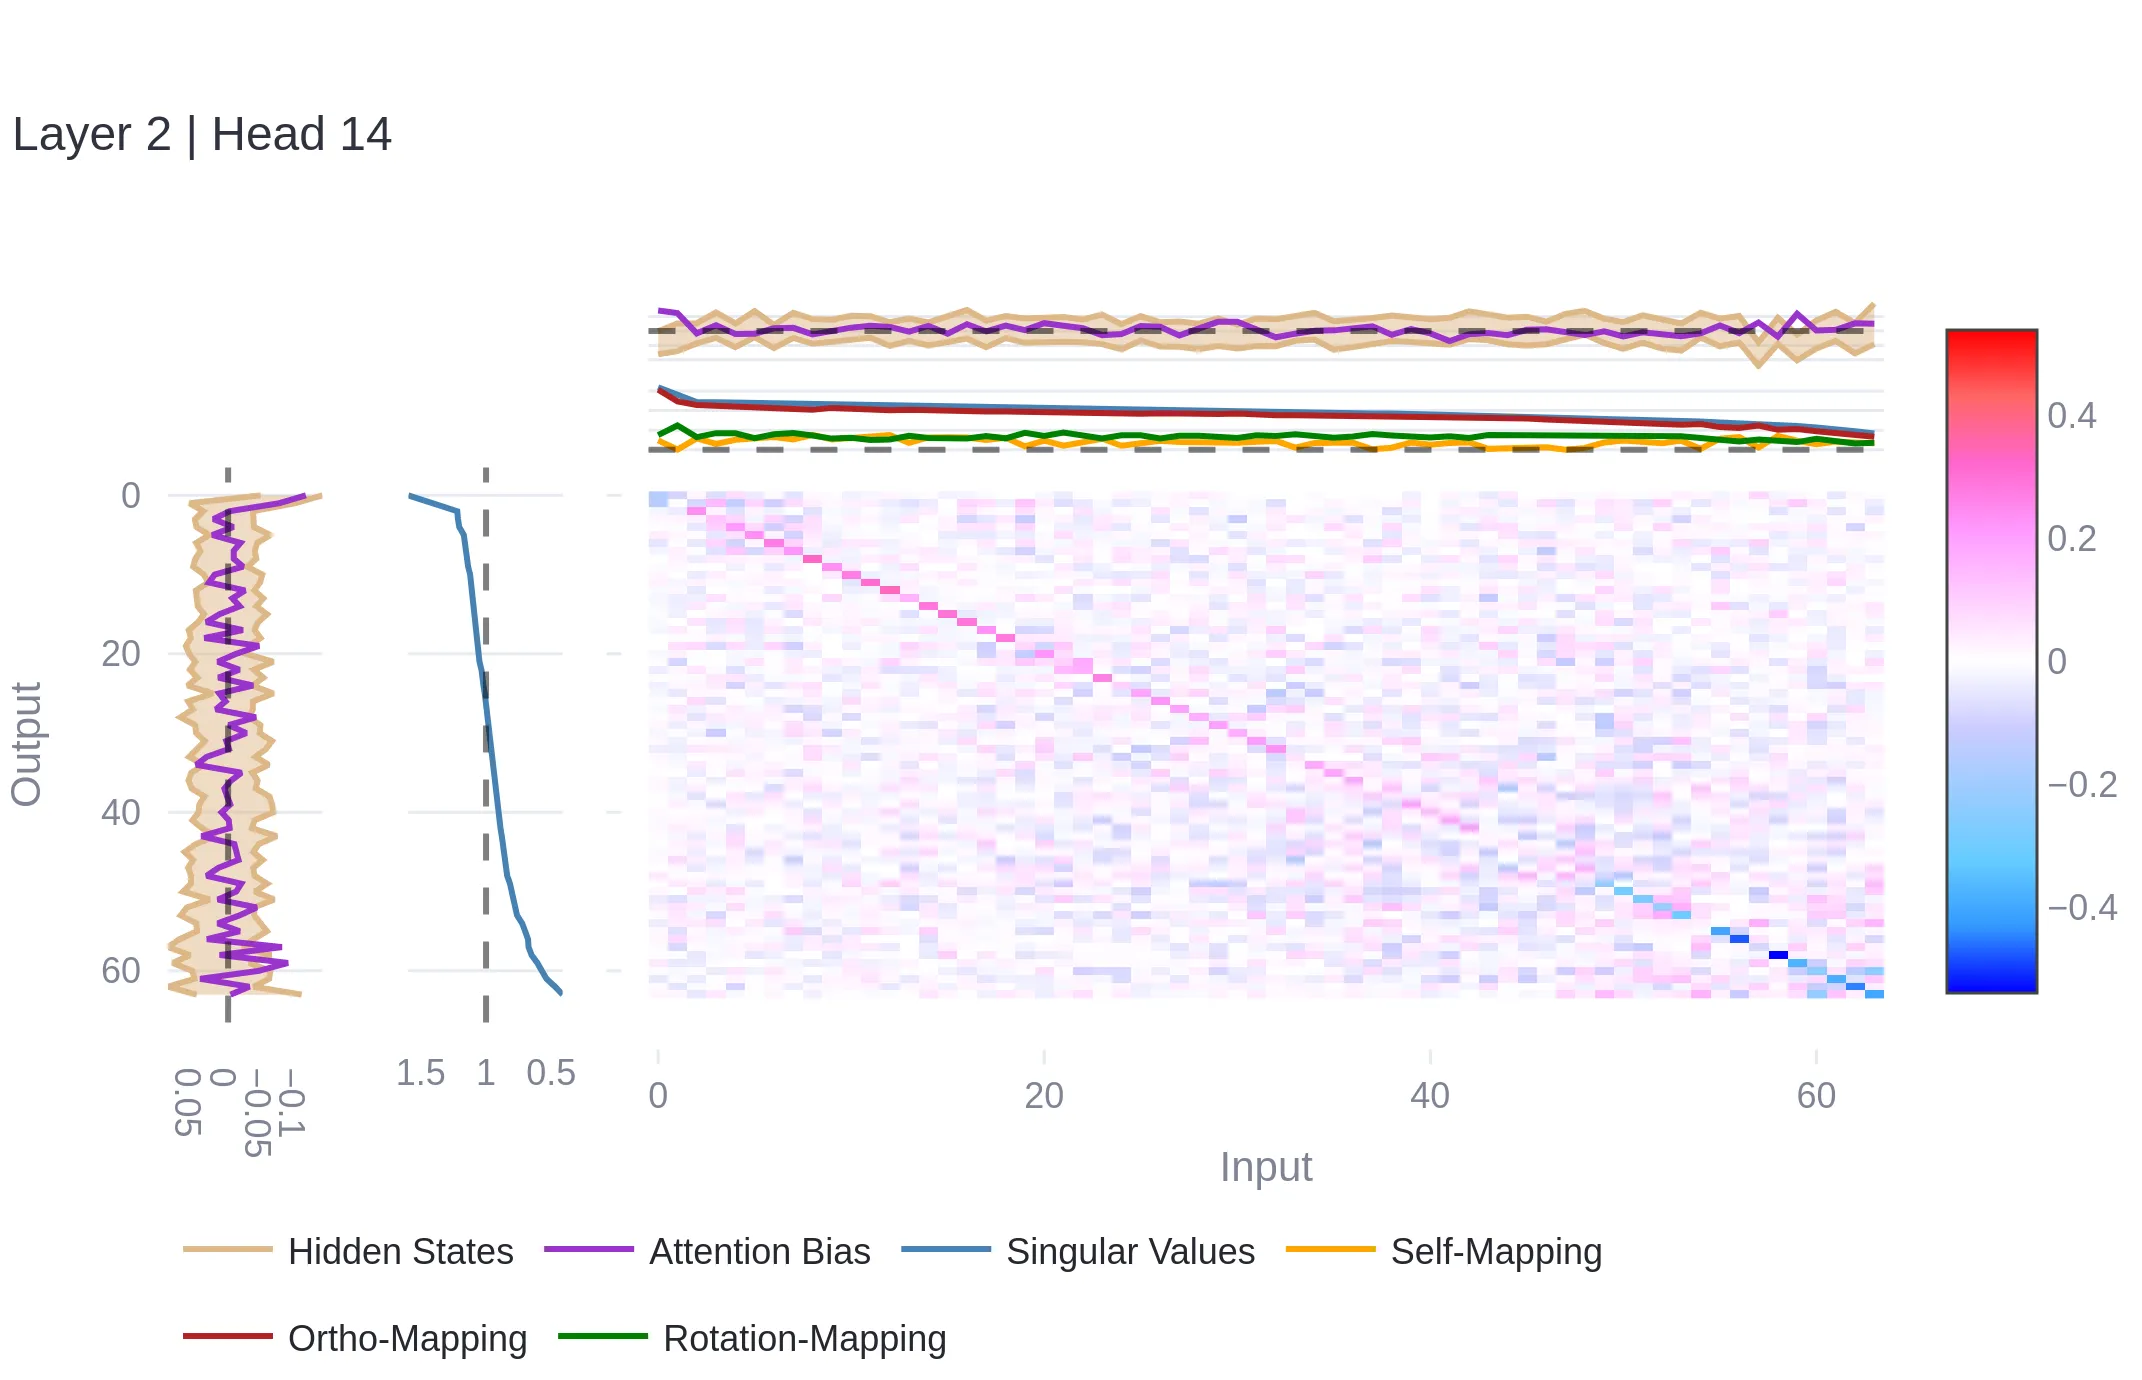 Layer 2 | Head 14
0
20
40
60
Output
0.05
0
−0.05
−0.1
1.5 1 0.5
0 20 40 60
Input
0.4
0.2
0
−0.2
−0.4
Hidden States Attention Bias Singular Values Self-Mapping
Ortho-Mapping Rotation-Mapping